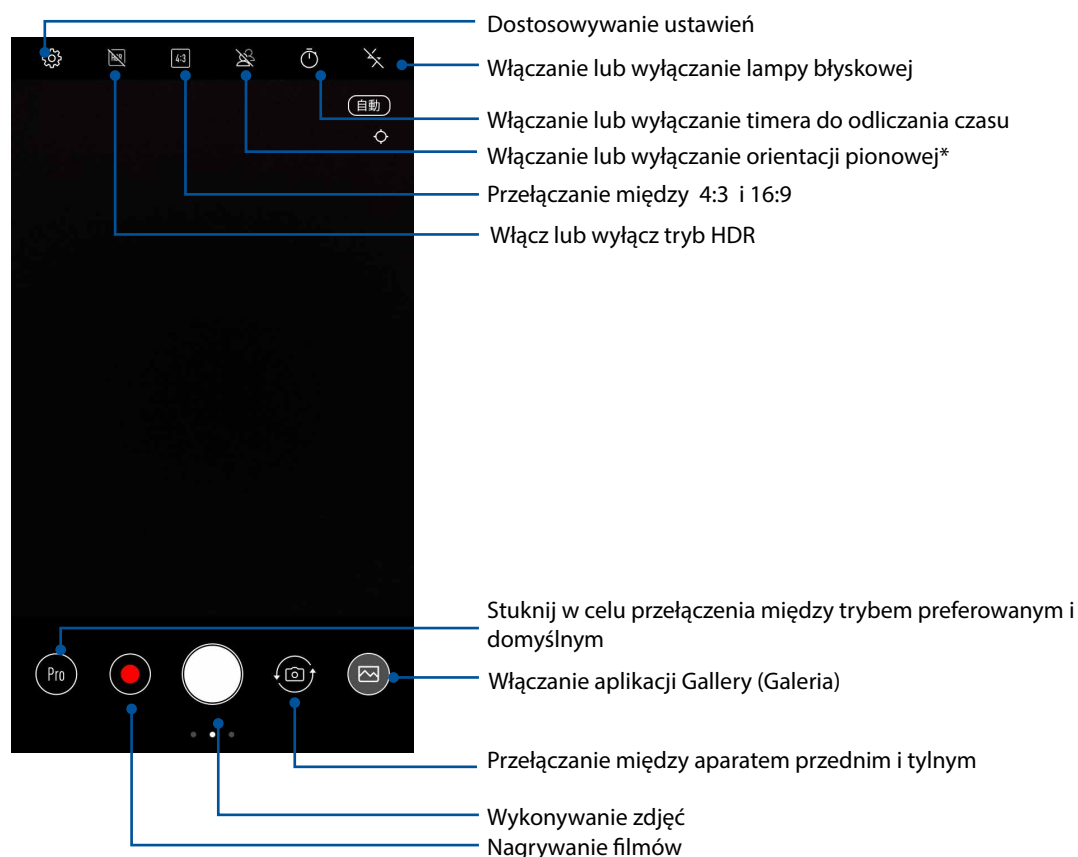 Dostosowywanie ustawień
Włączanie lub wyłączanie lampy błyskowej
HDR
4:3
自動
Włączanie lub wyłączanie timera do odliczania czasu
Włączanie lub wyłączanie orientacji pionowej*
Przełączanie między 4:3 i 16:9
Włącz lub wyłącz tryb HDR
Stuknij w celu przełączenia między trybem preferowanym i
domyślnym
Pro
Włączanie aplikacji Gallery (Galeria)
Przełączanie między aparatem przednim i tylnym
Wykonywanie zdjęć
Nagrywanie filmów